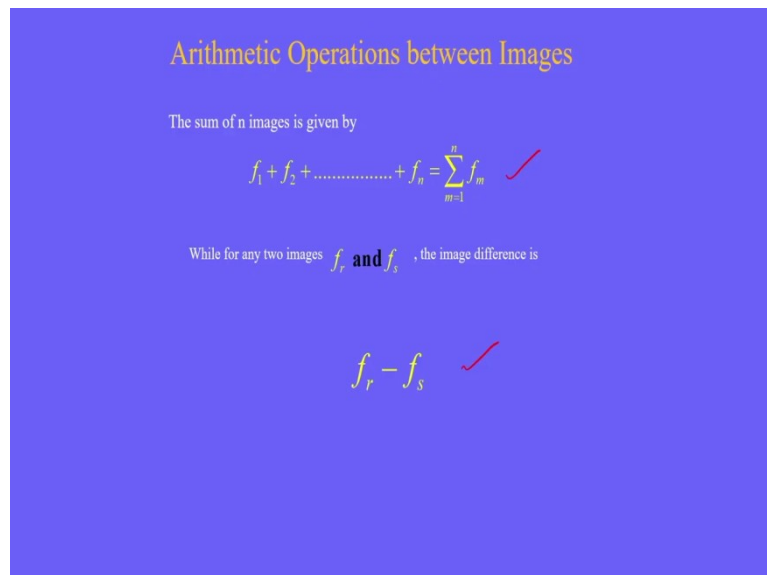 Arithmetic Operations between Images
The sum of n images is given by
f₁ + f₂ + ................. + fₙ = ∑ₘ₌₁ⁿ fₘ
While for any two images fᵣ and fₛ , the image difference is
fᵣ − fₛ